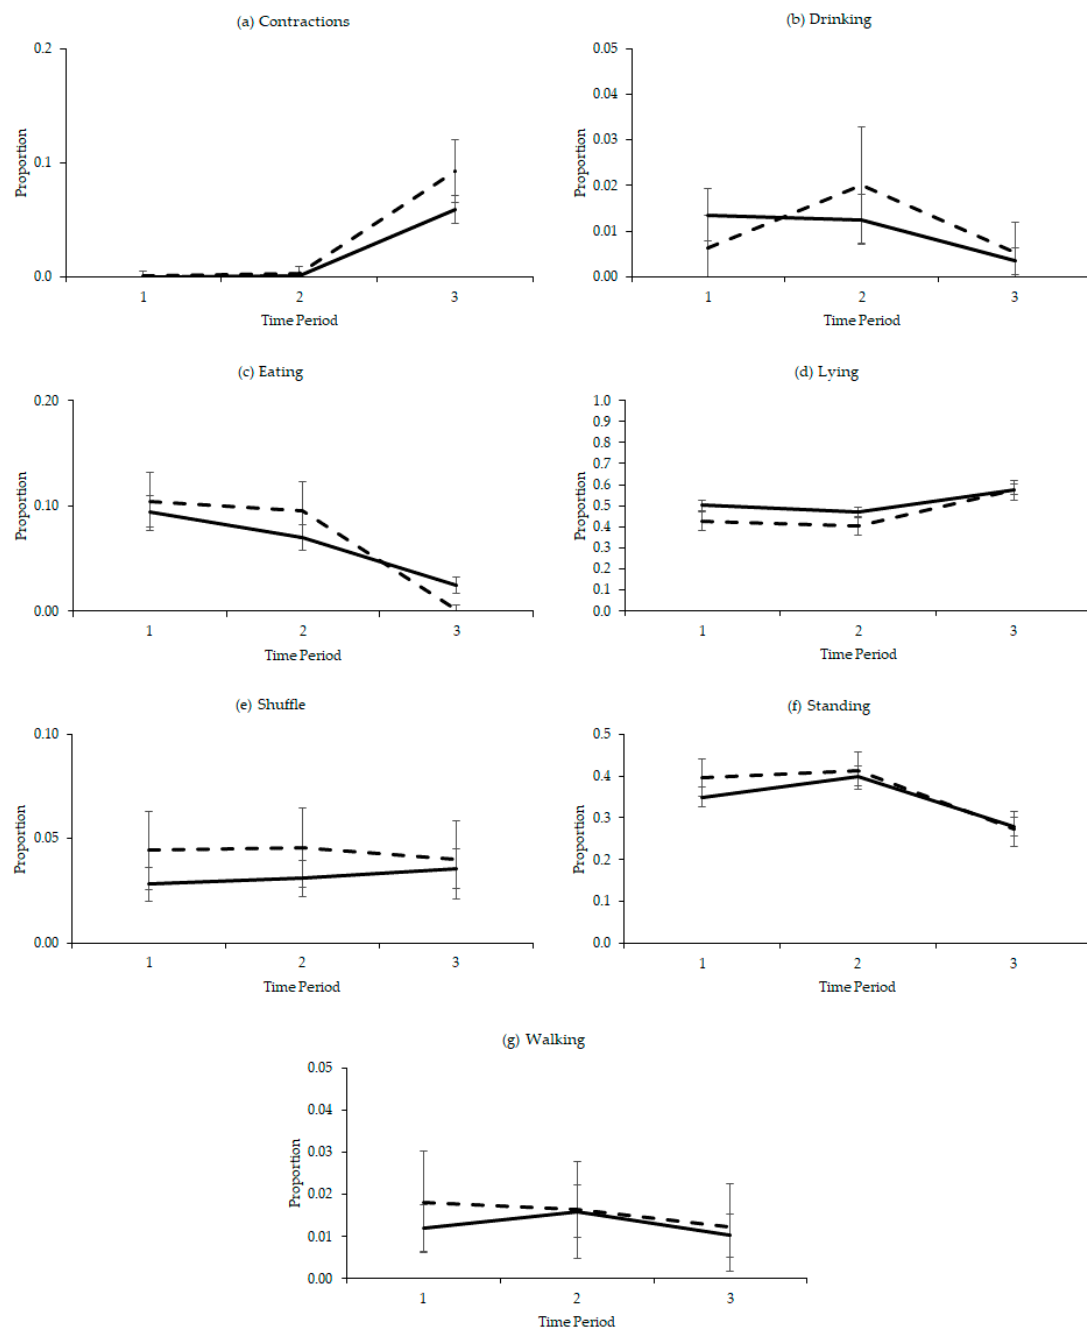 (a) Contractions
0.2
0.1
0.0
Proportion
1 2 3
Time Period
(b) Drinking
0.05
0.04
0.03
0.02
0.01
0.00
Proportion
1 2 3
Time Period
(c) Eating
0.20
0.10
0.00
Proportion
1 2 3
Time Period
(d) Lying
1.0
0.9
0.8
0.7
0.6
0.5
0.4
0.3
0.2
0.1
0.0
Proportion
1 2 3
Time Period
(e) Shuffle
0.10
0.05
0.00
Proportion
1 2 3
Time Period
(f) Standing
0.5
0.4
0.3
0.2
0.1
0.0
Proportion
1 2 3
Time Period
(g) Walking
0.05
0.04
0.03
0.02
0.01
0.00
Proportion
1 2 3
Time Period